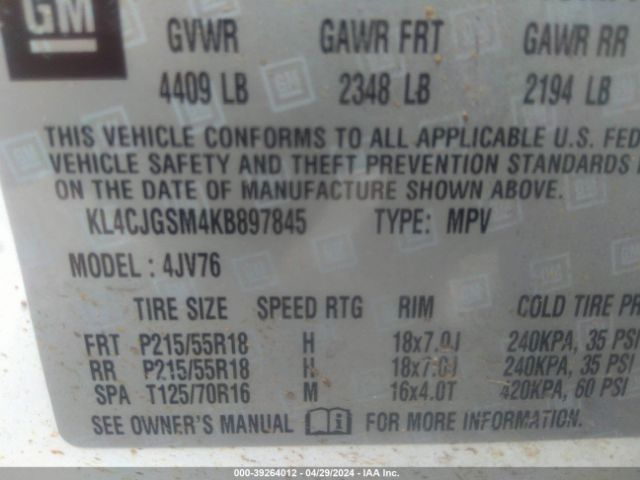 GM
GVWR GAWR FRT GAWR RR
4409 LB 2348 LB 2194 LB
THIS VEHICLE CONFORMS TO ALL APPLICABLE U.S. FED
VEHICLE SAFETY AND THEFT PREVENTION STANDARDS
ON THE DATE OF MANUFACTURE SHOWN ABOVE.
KL4CJGSM4KB897845 TYPE: MPV
MODEL: 4JV76
TIRE SIZE SPEED RTG RIM COLD TIRE PR
FRT P215/55R18 H 18x7.0J 240KPA, 35 PSI
RR P215/55R18 H 18x7.0J 240KPA, 35 PSI
SPA T125/70R16 M 16x4.0T 420KPA, 60 PSI
SEE OWNER'S MANUAL FOR MORE INFORMATION.
000-39264012 | 04/29/2024 | IAA Inc.